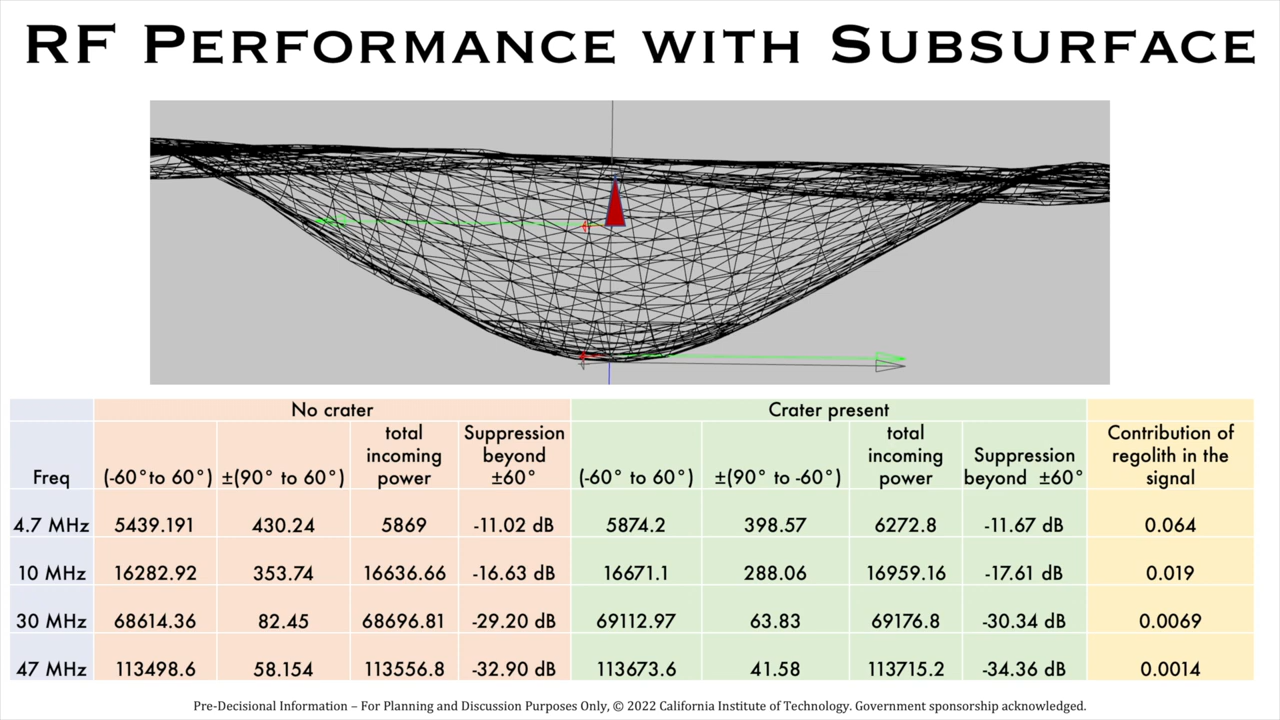 RF Performance with Subsurface
No crater
Crater present
Freq
(-60°to 60°)
±(90° to 60°)
total
incoming
power
Suppression
beyond
±60°
(-60° to 60°)
±(90° to -60°)
total
incoming
power
Suppression
beyond ±60°
Contribution of
regolith in the
signal
4.7 MHz 5439.191 430.24 5869 -11.02 dB 5874.2 398.57 6272.8 -11.67 dB 0.064
10 MHz 16282.92 353.74 16636.66 -16.63 dB 16671.1 288.06 16959.16 -17.61 dB 0.019
30 MHz 68614.36 82.45 68696.81 -29.20 dB 69112.97 63.83 69176.8 -30.34 dB 0.0069
47 MHz 113498.6 58.154 113556.8 -32.90 dB 113673.6 41.58 113715.2 -34.36 dB 0.0014
Pre-Decisional Information – For Planning and Discussion Purposes Only, © 2022 California Institute of Technology. Government sponsorship acknowledged.